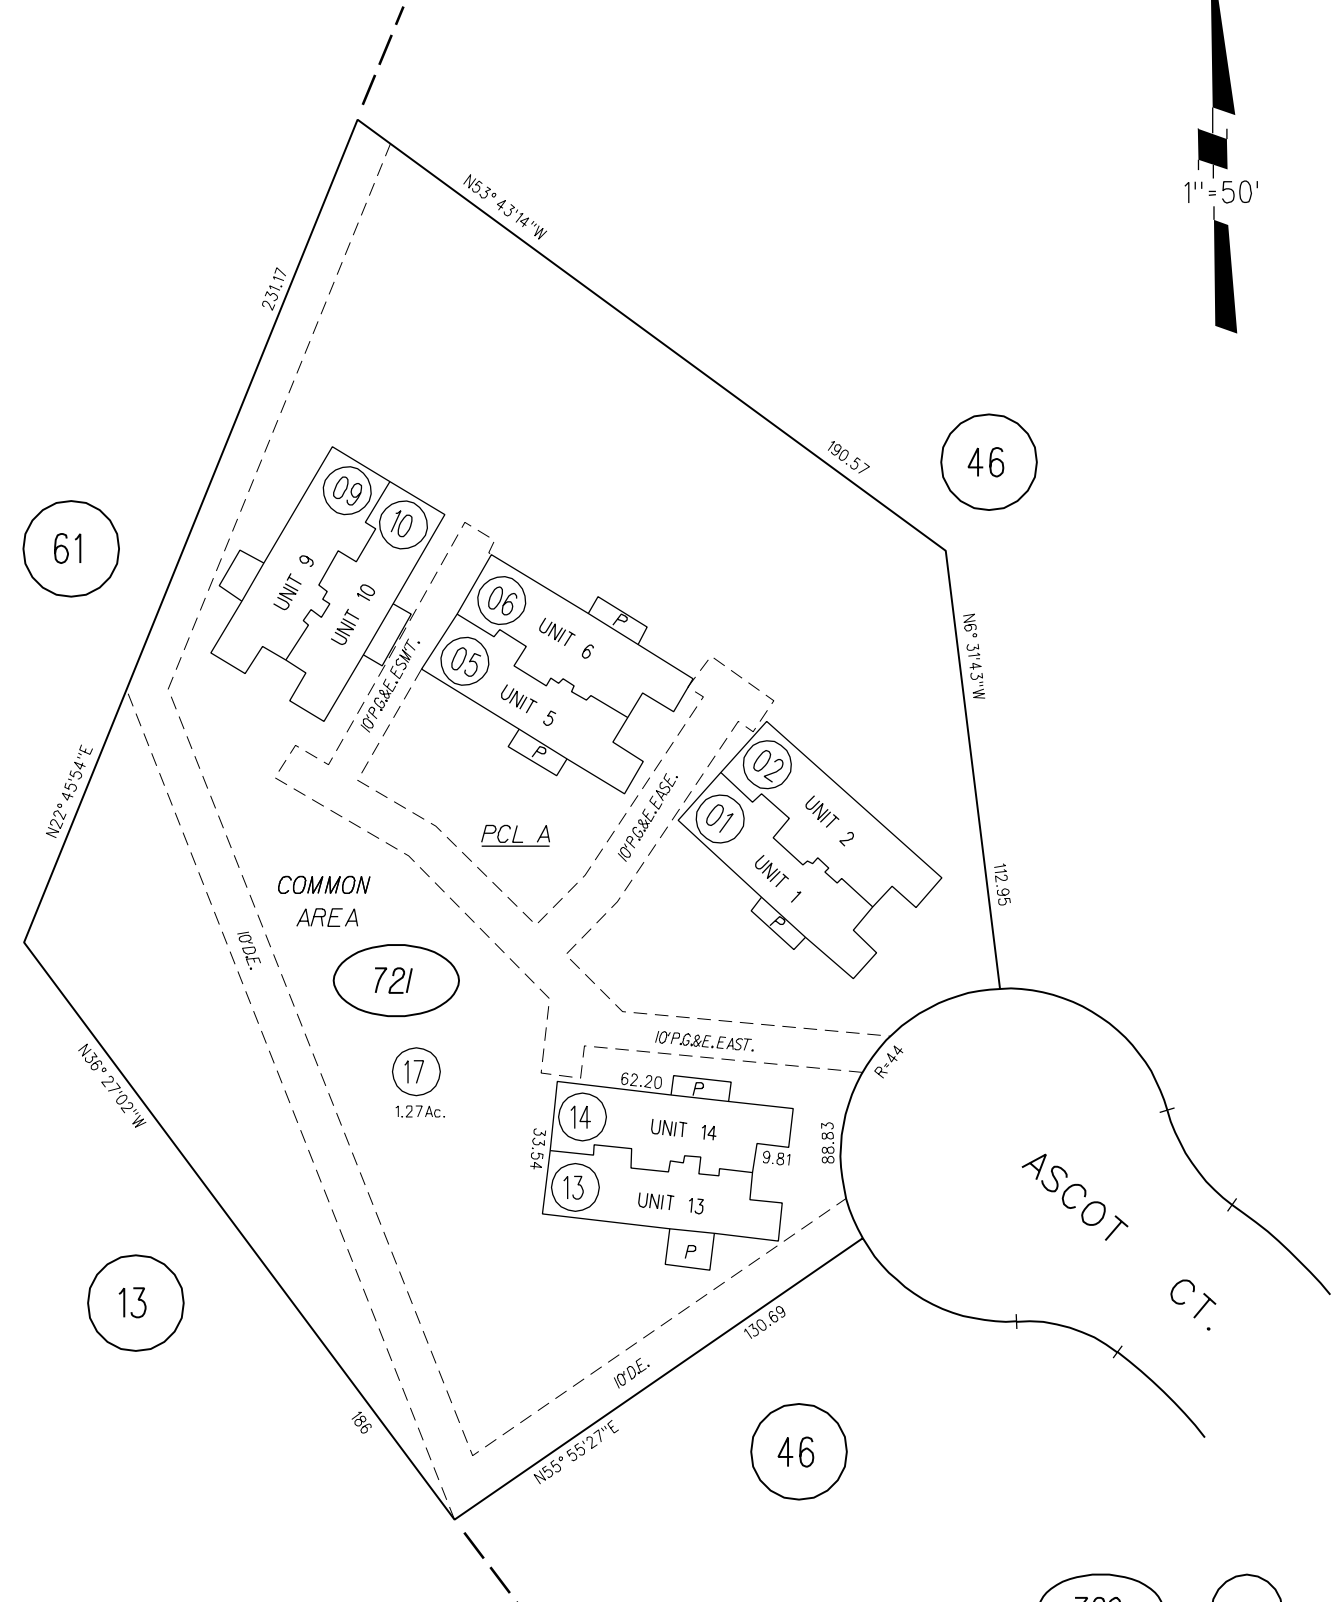 1"=50'
N53°43'14"W
231.17
190.57
46
61
09
10
UNIT 9
UNIT 10
06
05
UNIT 6
UNIT 5
P
P
10'P.G.&E.ESM'T.
N6°31'43"W
02
01
UNIT 2
UNIT 1
P
10'P.G.&E.EASE.
N22°45'54"E
PCL A
COMMON
AREA
112.95
10'D.E.
721
17
1.27Ac.
10'P.G.&E.EAST.
R=44
N36°27'02"W
62.20
P
14
UNIT 14
33.54
9.81
88.83
13
UNIT 13
P
ASCOT
CT.
13
130.69
10'D.E.
186
N55°55'27"E
46